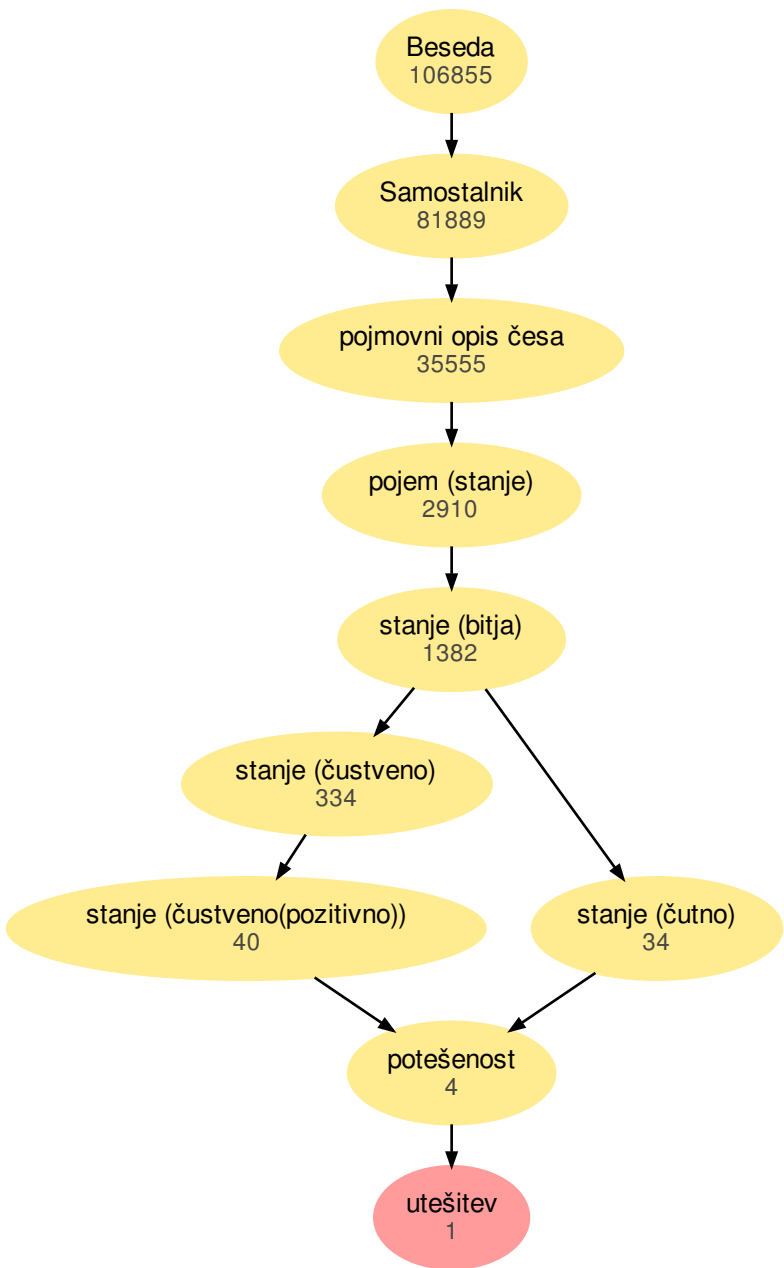 Beseda
106855
Samostalnik
81889
pojmovni opis česa
35555
pojem (stanje)
2910
stanje (bitja)
1382
stanje (čustveno)
334
stanje (čustveno(pozitivno))
40
stanje (čutno)
34
potešenost
4
utešitev
1